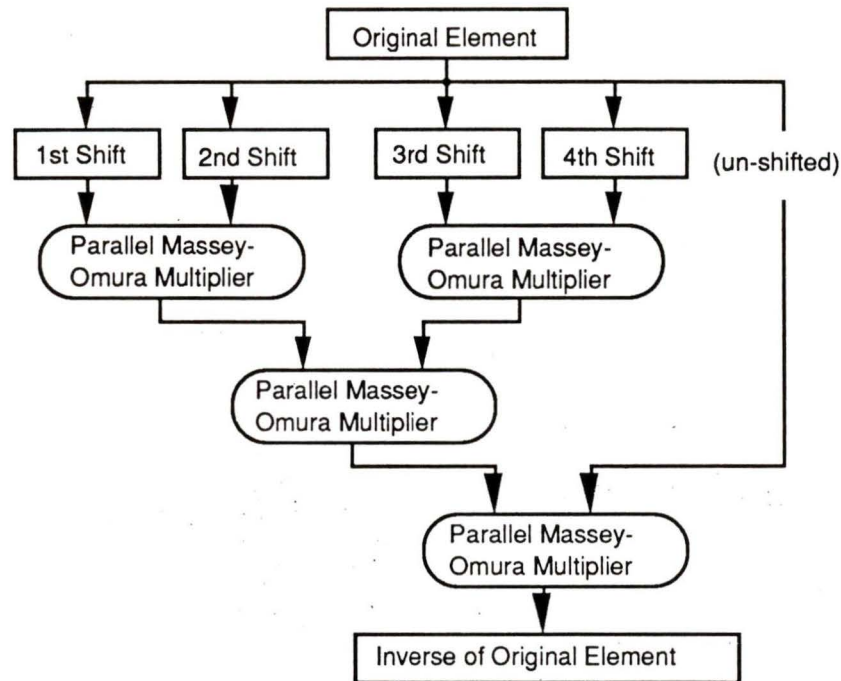 Original Element
1st Shift
2nd Shift
3rd Shift
4th Shift
(un-shifted)
Parallel Massey-
Omura Multiplier
Parallel Massey-
Omura Multiplier
Parallel Massey-
Omura Multiplier
Parallel Massey-
Omura Multiplier
Inverse of Original Element